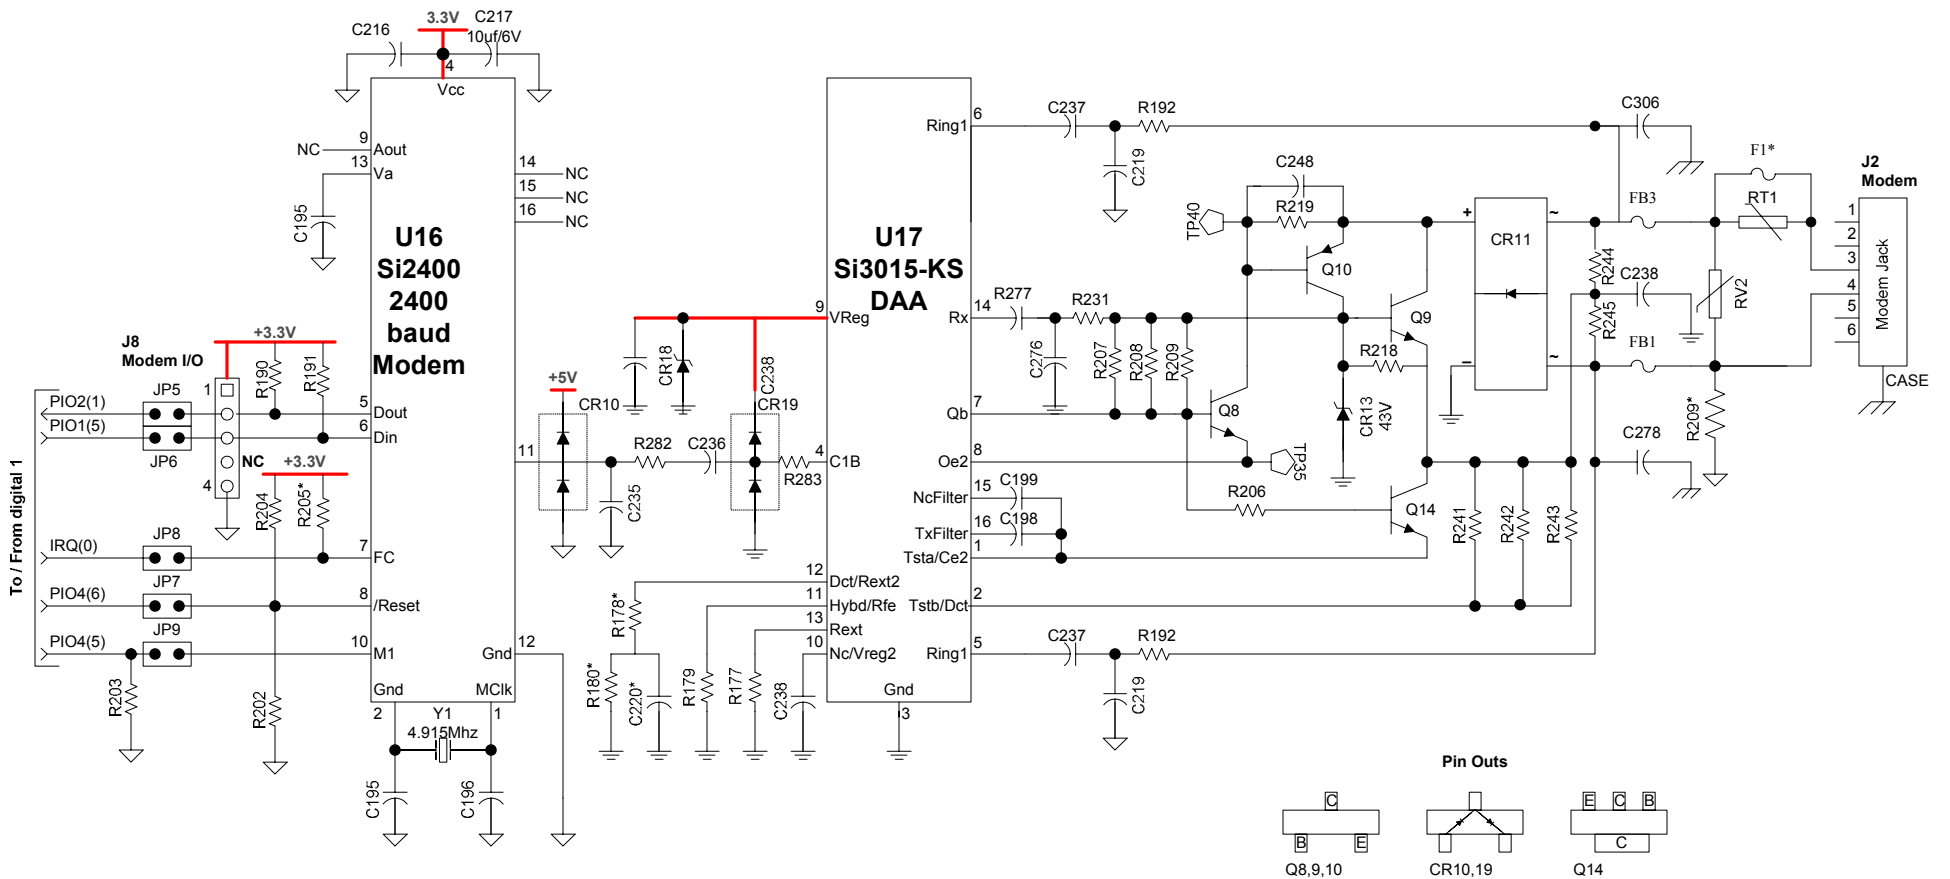 3.3V
C216
C217
10uf/6V
4
Vcc
9
NC
Aout
13
Va
C195
14
NC
15
NC
16
NC
U16
Si2400
2400
baud
Modem
+3.3V
J8
Modem I/O
R190
R191
1
PIO2(1)
JP5
5
Dout
PIO1(5)
6
Din
JP6
NC
+3.3V
4
R204
R205*
To / From digital 1
IRQ(0)
JP8
7
FC
PIO4(6)
JP7
8
/Reset
PIO4(5)
JP9
10
M1
Gnd
12
R203
R202
Gnd
MClk
2
Y1
1
4.915Mhz
C195
C196
11
+5V
CR10
R282
C236
C235
CR18
C238
CR19
R283
U17
Si3015-KS
DAA
9
VReg
4
C1B
12
Dct/Rext2
11
Hybd/Rfe
13
Rext
10
Nc/Vreg2
Gnd
3
R178*
R180*
C220*
R179
R177
C238
Ring1
6
C237
R192
C219
Rx
14
R277
R231
C276
R207
R208
R209
Qb
7
Oe2
8
NcFilter
15
C199
TxFilter
16
C198
Tsta/Ce2
1
Tstb/Dct
2
Ring1
5
C237
R192
C219
C248
R219
TP40
Q10
Q9
R218
Q8
TP35
CR13
43V
R206
Q14
R241
R242
R243
+
~
CR11
−
~
C306
F1*
FB3
RT1
R244
C238
R245
RV2
FB1
R209*
C278
J2
Modem
1
2
3
4
5
6
Modem Jack
CASE
Pin Outs
C
B
E
Q8,9,10
CR10,19
E
C
B
C
Q14